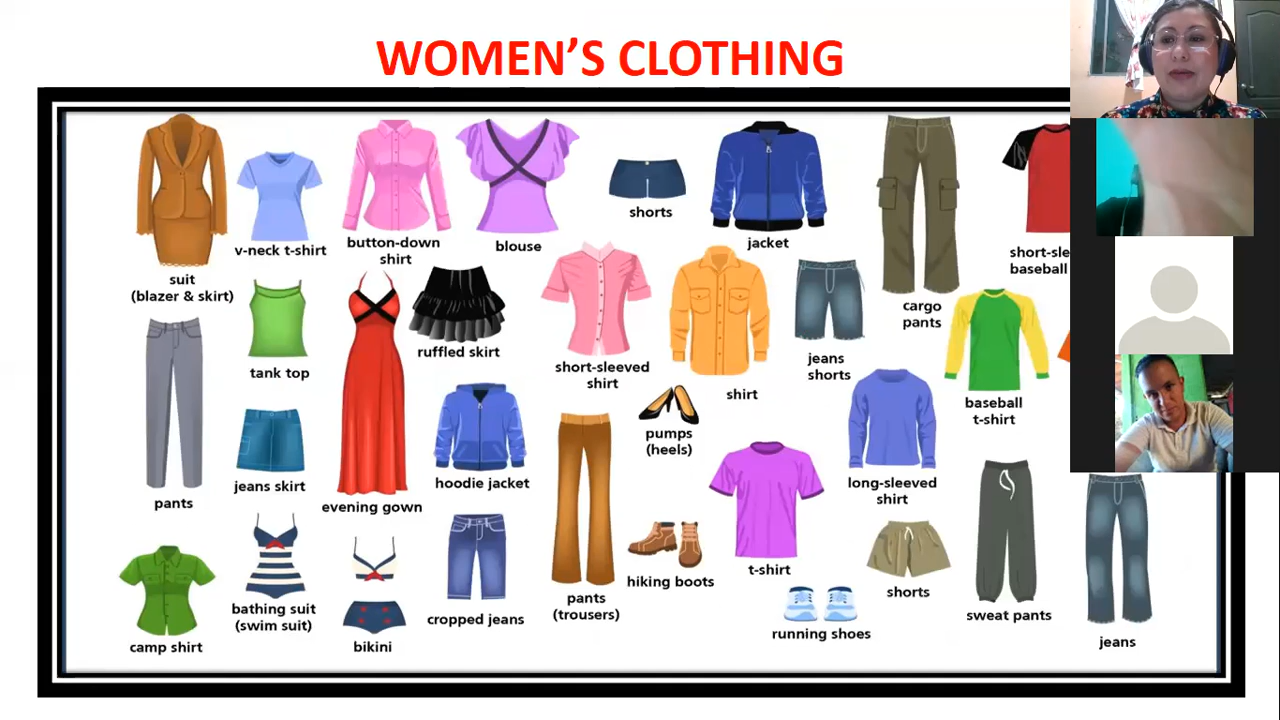 WOMEN'S CLOTHING
suit
(blazer & skirt)
v-neck t-shirt
button-down
shirt
blouse
shorts
jacket
cargo
pants
baseball
pants
tank top
evening gown
ruffled skirt
short-sleeved
shirt
shirt
jeans
shorts
baseball
t-shirt
jeans skirt
hoodie jacket
pumps
(heels)
long-sleeved
shirt
camp shirt
bathing suit
(swim suit)
bikini
cropped jeans
pants
(trousers)
hiking boots
t-shirt
running shoes
shorts
sweat pants
jeans